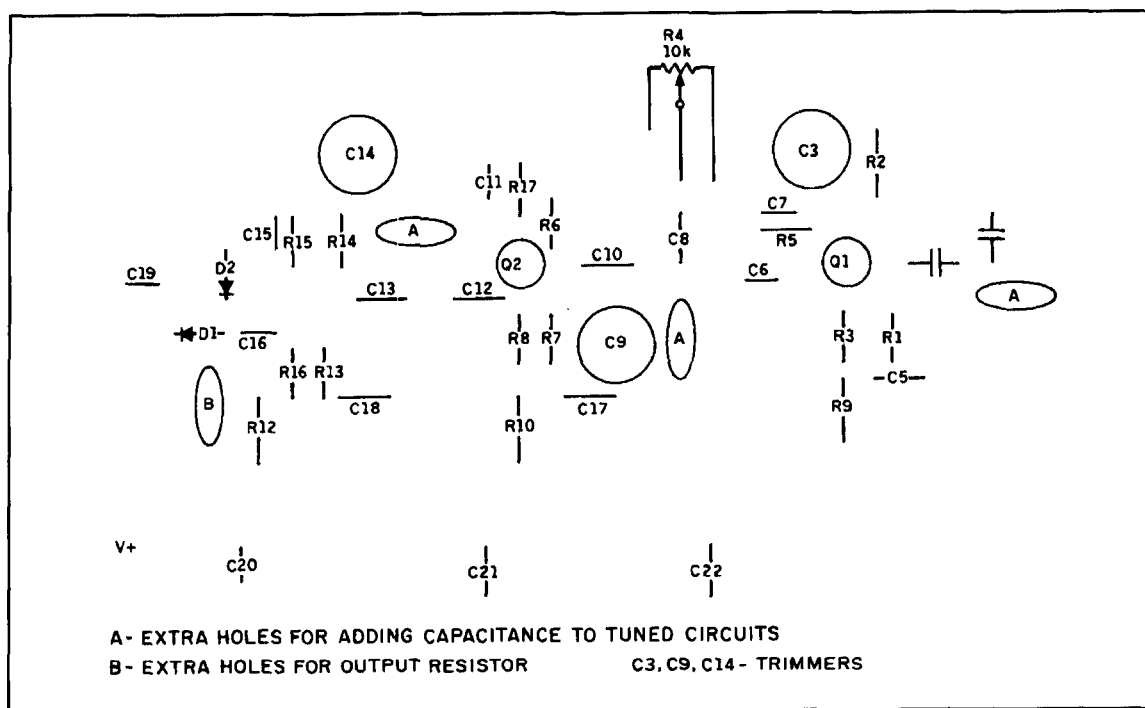 R4
10k
C14
C3
R2
C11
R17
C7
R6
C15
R15
R14
A
C8
R5
D2
Q2
C10
Q1
C19
C6
C13
C12
A
D1
C16
R8
R7
C9
A
R3
R1
R16
R13
C5
B
C18
C17
R9
R12
R10
V+
C20
C21
C22
A- EXTRA HOLES FOR ADDING CAPACITANCE TO TUNED CIRCUITS
B- EXTRA HOLES FOR OUTPUT RESISTOR C3, C9, C14- TRIMMERS